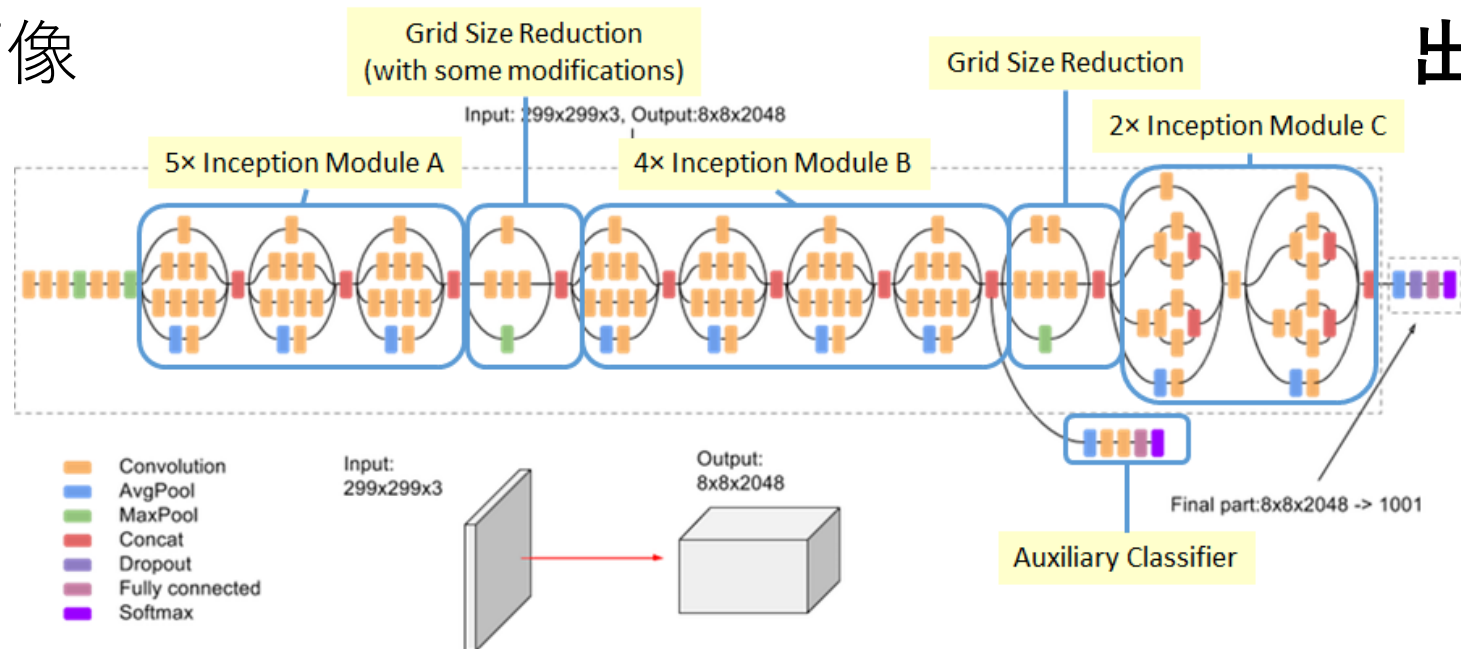 像
出
Grid Size Reduction
(with some modifications)
Grid Size Reduction
Input: 299x299x3, Output:8x8x2048
2× Inception Module C
5× Inception Module A
4× Inception Module B
Convolution
AvgPool
MaxPool
Concat
Dropout
Fully connected
Softmax
Input:
299x299x3
Output:
8x8x2048
Final part:8x8x2048 -> 1001
Auxiliary Classifier